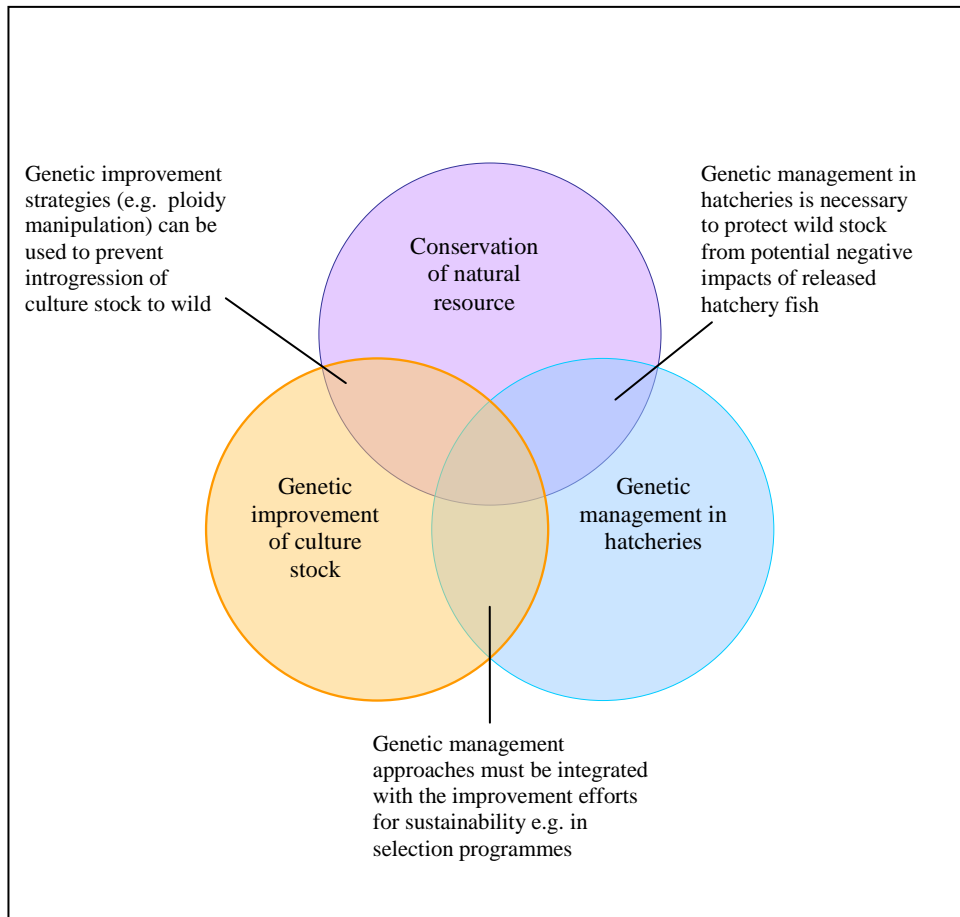 Genetic improvement
strategies (e.g. ploidy
manipulation) can be
used to prevent
introgression of
culture stock to wild
Genetic management in
hatcheries is necessary
to protect wild stock
from potential negative
impacts of released
hatchery fish
Conservation
of natural
resource
Genetic
improvement
of culture
stock
Genetic
management in
hatcheries
Genetic management
approaches must be integrated
with the improvement efforts
for sustainability e.g. in
selection programmes